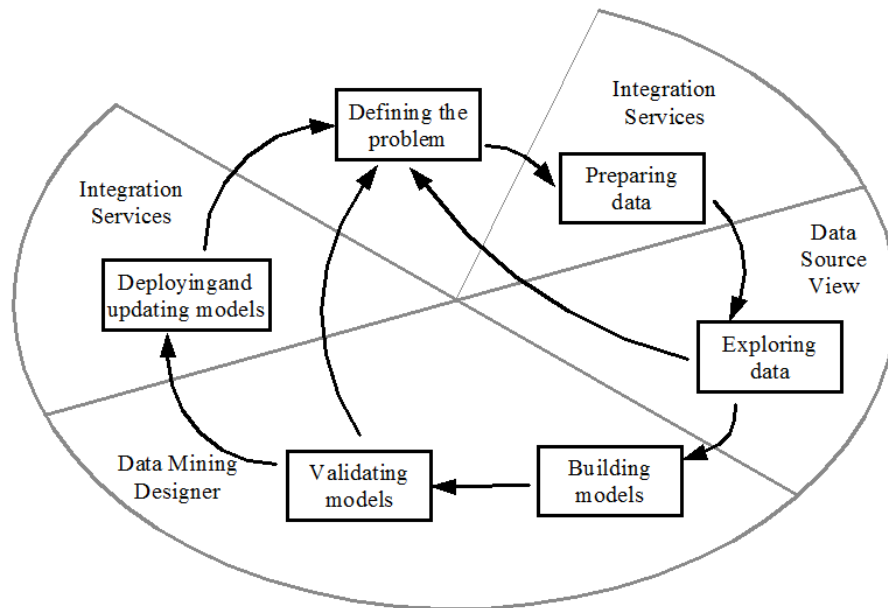 Defining the
problem
Integration
Services
Preparing
data
Data
Source
View
Exploring
data
Building
models
Validating
models
Data Mining
Designer
Deployingand
updating models
Integration
Services